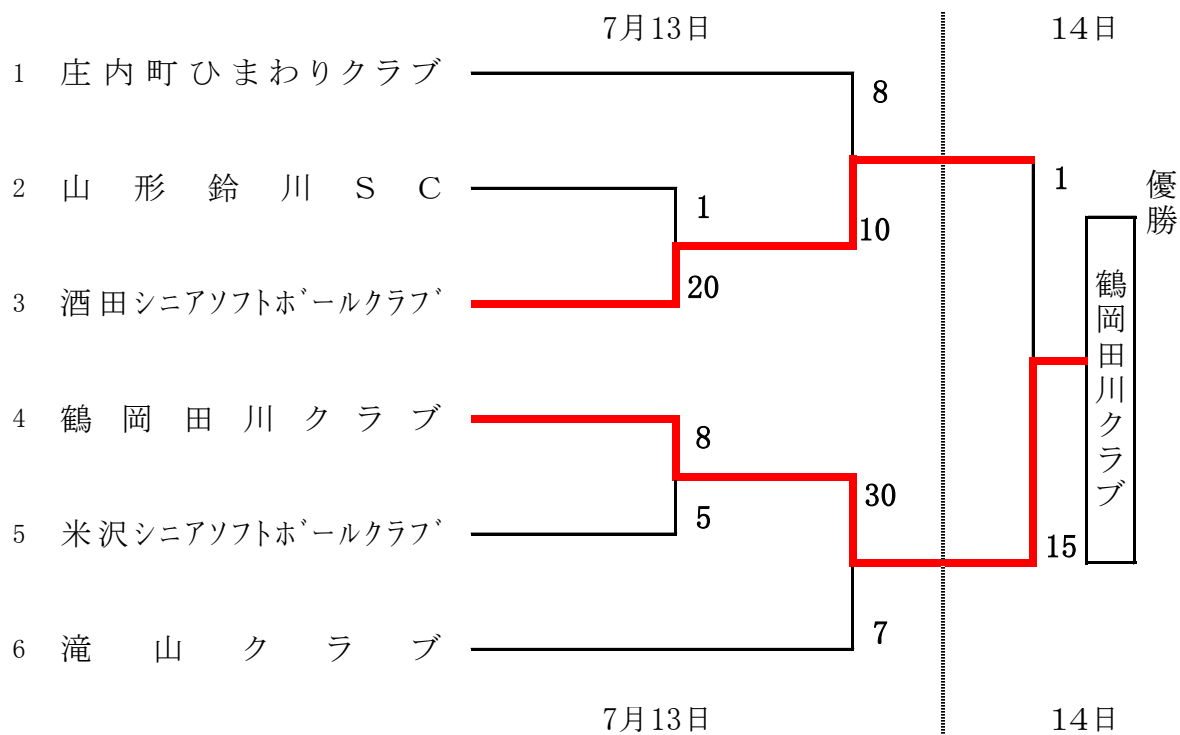 7月13日
14日
1 庄内町ひまわりクラブ
8
2 山形鈴川SC
1
1
優勝
10
3 酒田シニアソフトボールクラブ
20
鶴岡田川クラブ
4 鶴岡田川クラブ
8
30
5 米沢シニアソフトボールクラブ
5
15
6 滝山クラブ
7
7月13日
14日